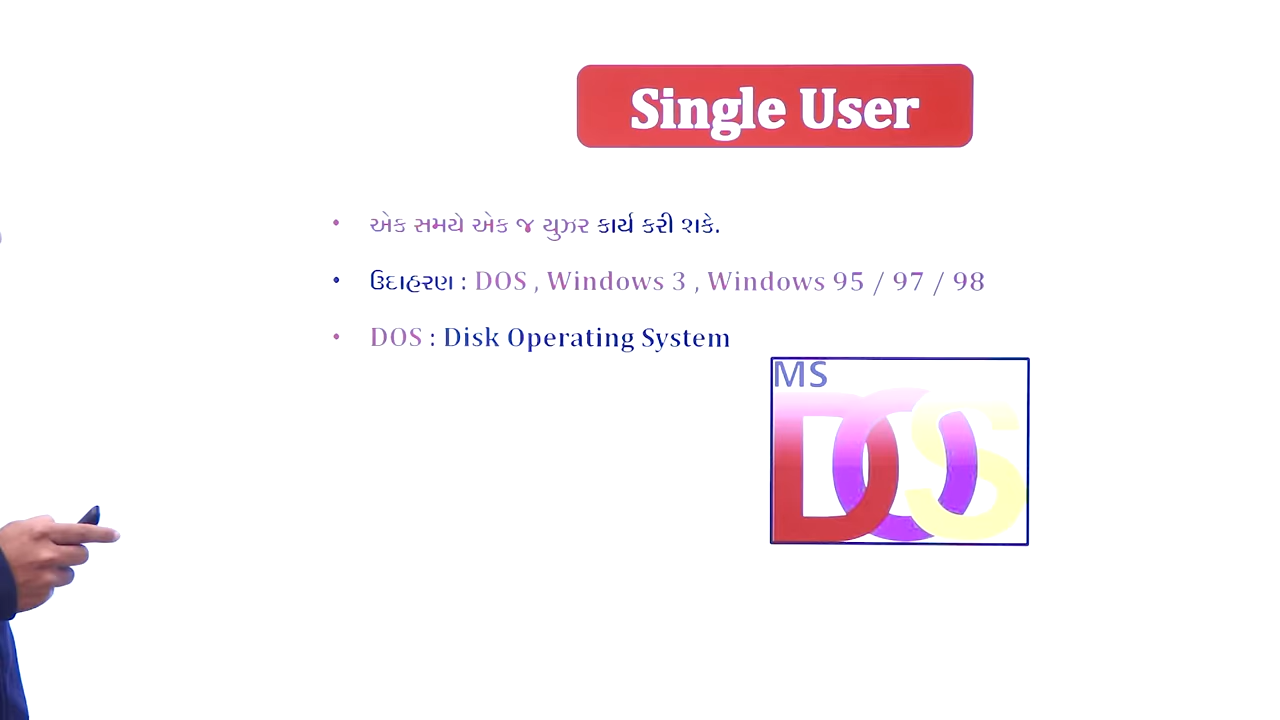 Single User
• એક સમયે એક જ યુઝર કાર્ય કરી શકે.
• ઉદાહરણ : DOS , Windows 3 , Windows 95 / 97 / 98
• DOS : Disk Operating System
MS
DOS